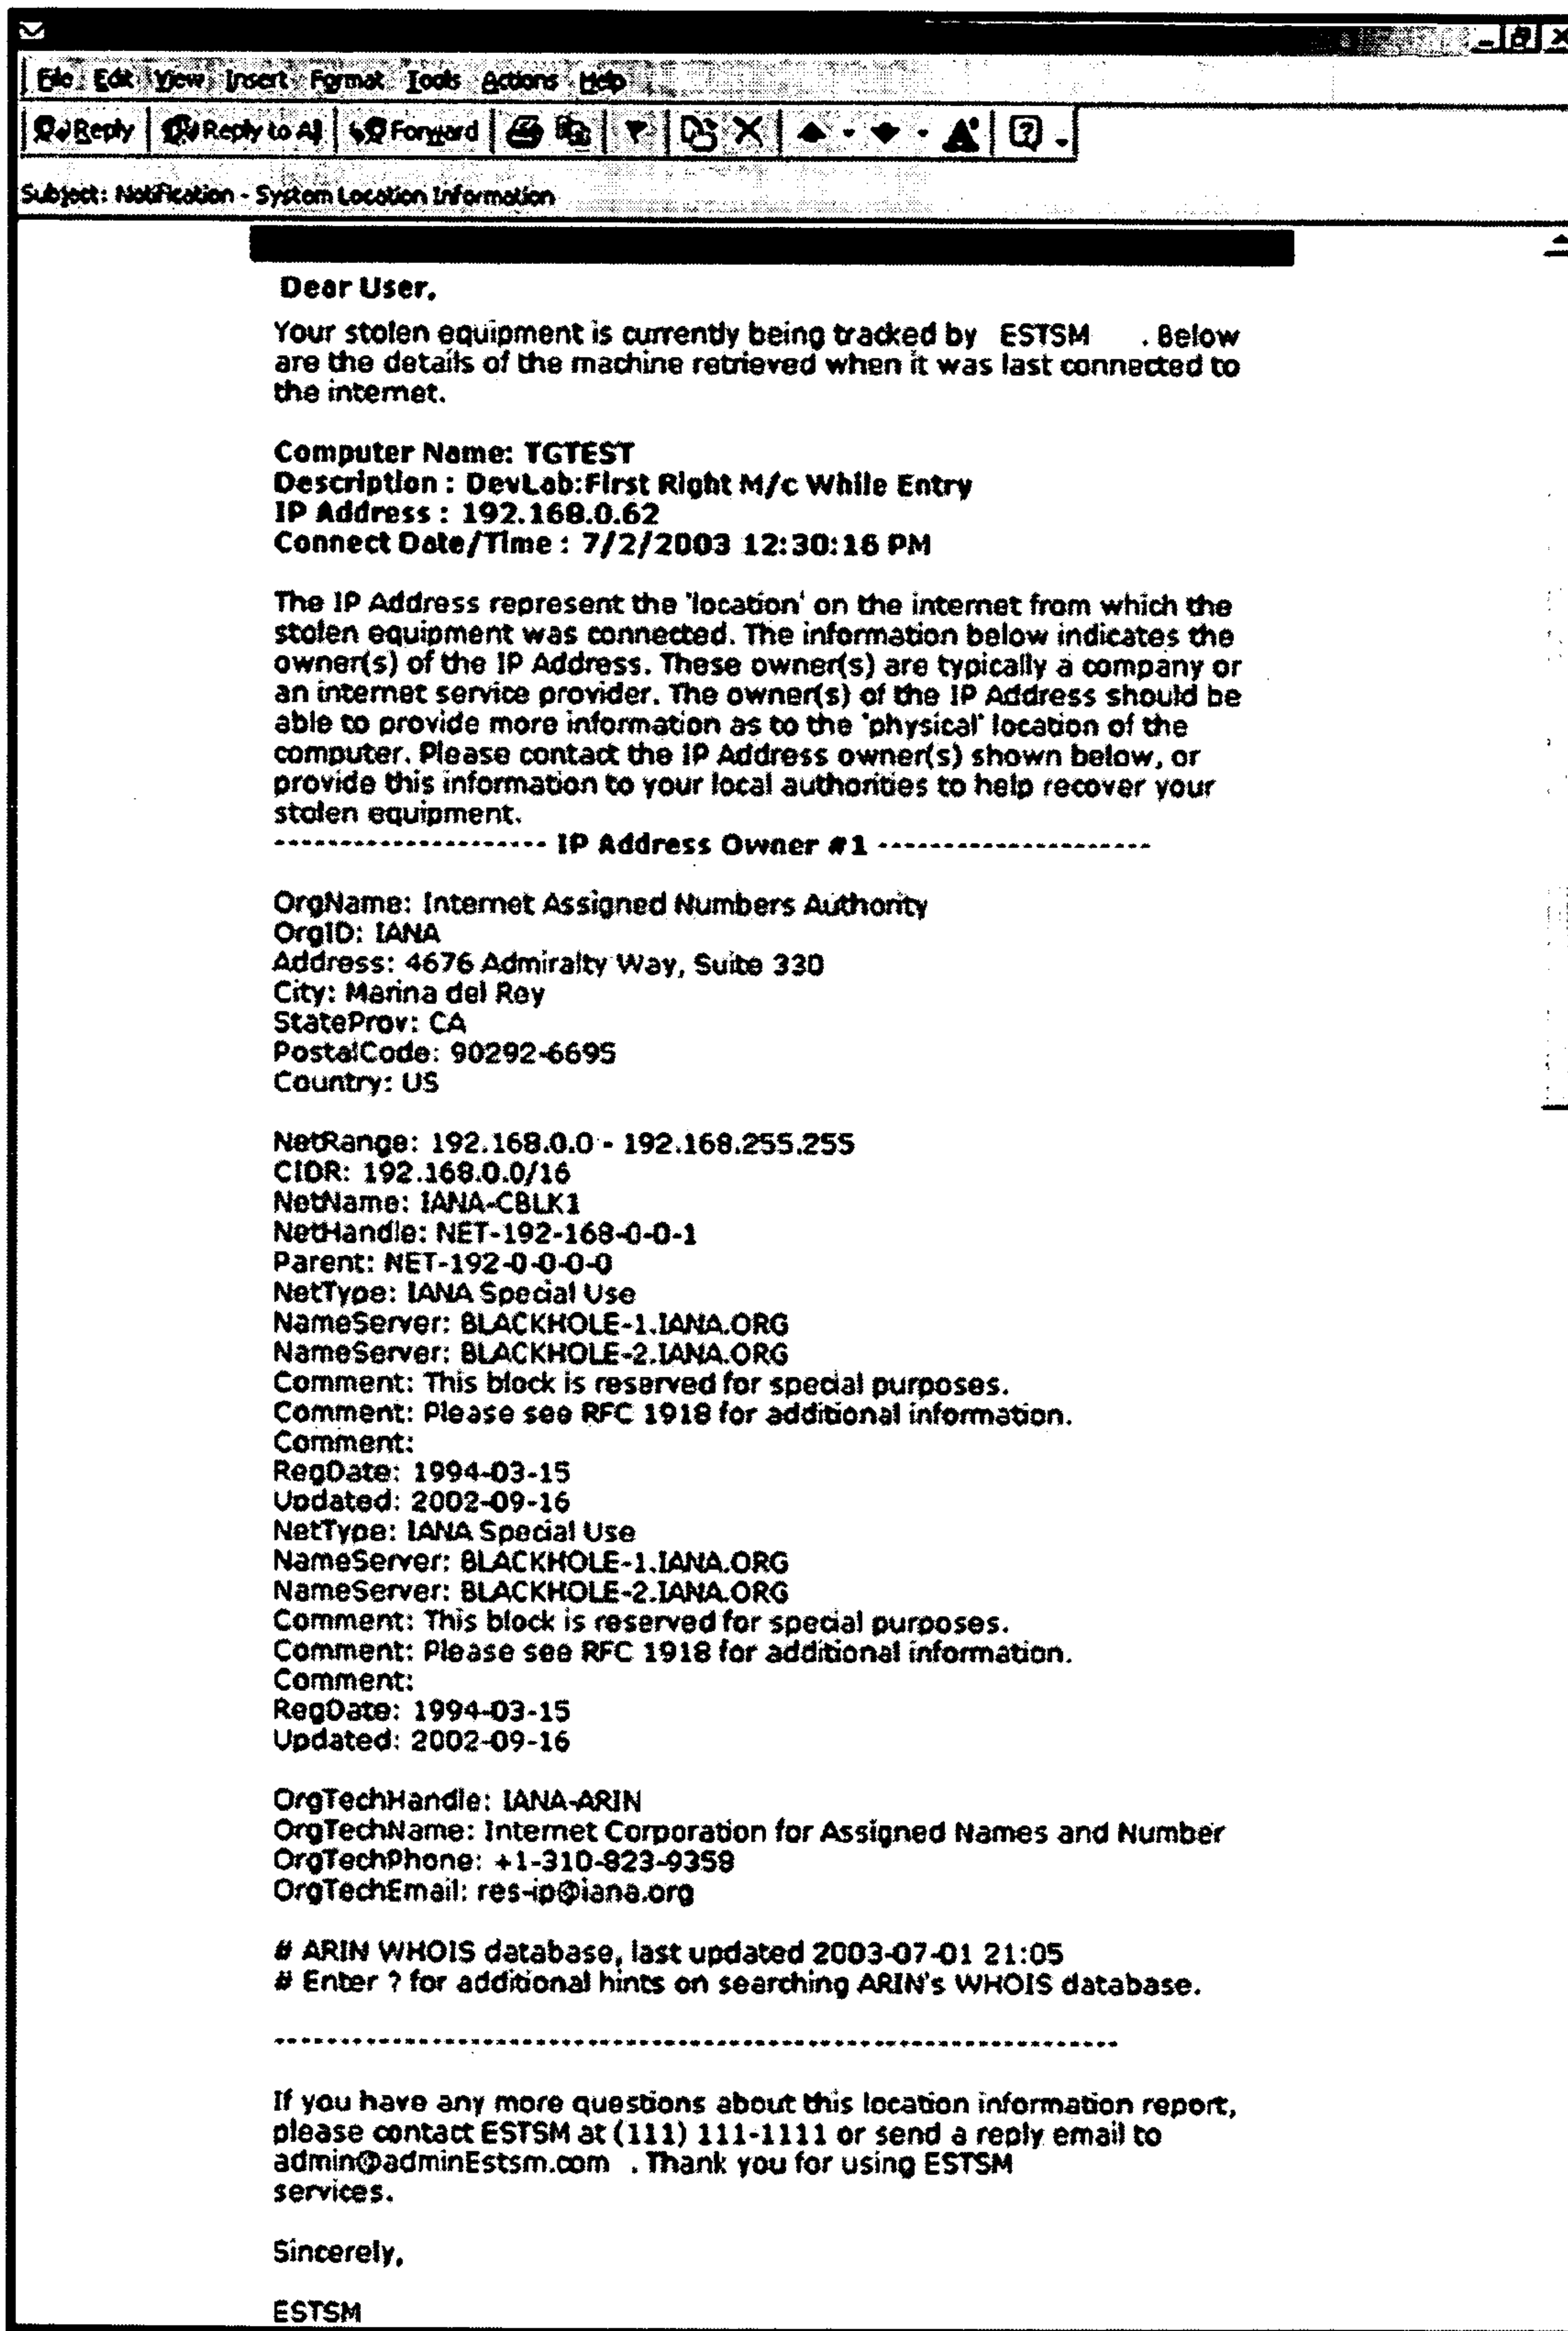 File Edit View Insert Format Tools Actions Help
Reply Reply to All Forward
Subject: Notification - System Location Information
Dear User,
Your stolen equipment is currently being tracked by ESTSM . Below
are the details of the machine retrieved when it was last connected to
the internet.
Computer Name: TGTEST
Description : DevLab:First Right M/c While Entry
IP Address : 192.168.0.62
Connect Date/Time : 7/2/2003 12:30:16 PM
The IP Address represent the 'location' on the internet from which the
stolen equipment was connected. The information below indicates the
owner(s) of the IP Address. These owner(s) are typically a company or
an internet service provider. The owner(s) of the IP Address should be
able to provide more information as to the 'physical' location of the
computer. Please contact the IP Address owner(s) shown below, or
provide this information to your local authorities to help recover your
stolen equipment.
--------------------- IP Address Owner #1 ---------------------
OrgName: Internet Assigned Numbers Authority
OrgID: IANA
Address: 4676 Admiralty Way, Suite 330
City: Marina del Rey
StateProv: CA
PostalCode: 90292-6695
Country: US
NetRange: 192.168.0.0 - 192.168.255.255
CIDR: 192.168.0.0/16
NetName: IANA-CBLK1
NetHandle: NET-192-168-0-0-1
Parent: NET-192-0-0-0-0
NetType: IANA Special Use
NameServer: BLACKHOLE-1.IANA.ORG
NameServer: BLACKHOLE-2.IANA.ORG
Comment: This block is reserved for special purposes.
Comment: Please see RFC 1918 for additional information.
Comment:
RegDate: 1994-03-15
Updated: 2002-09-16
NetType: IANA Special Use
NameServer: BLACKHOLE-1.IANA.ORG
NameServer: BLACKHOLE-2.IANA.ORG
Comment: This block is reserved for special purposes.
Comment: Please see RFC 1918 for additional information.
Comment:
RegDate: 1994-03-15
Updated: 2002-09-16
OrgTechHandle: IANA-ARIN
OrgTechName: Internet Corporation for Assigned Names and Number
OrgTechPhone: +1-310-823-9358
OrgTechEmail: res-ip@iana.org
# ARIN WHOIS database, last updated 2003-07-01 21:05
# Enter ? for additional hints on searching ARIN's WHOIS database.
-----------------------------------------------------------------
If you have any more questions about this location information report,
please contact ESTSM at (111) 111-1111 or send a reply email to
admin@adminEstsm.com . Thank you for using ESTSM
services.
Sincerely,
ESTSM